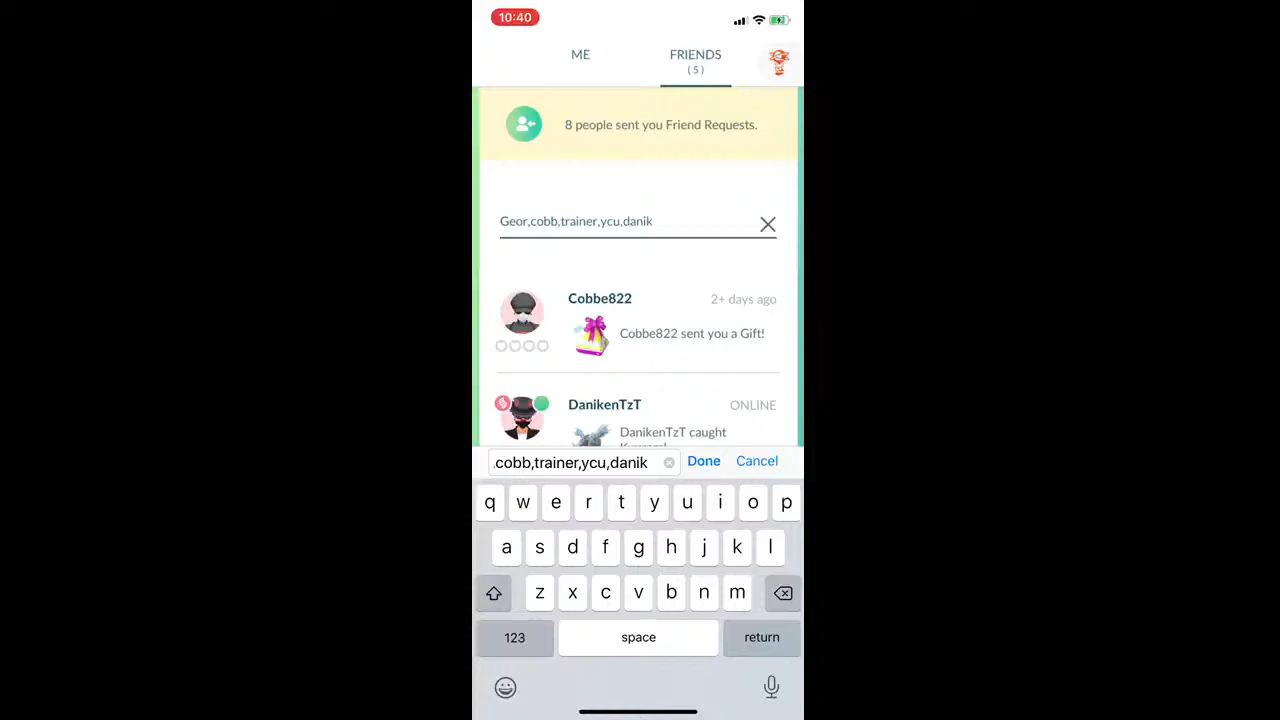 10:40
ME
FRIENDS
(5)
8 people sent you Friend Requests.
Geor,cobb,trainer,ycu,danik
Cobbe822
2+ days ago
Cobbe822 sent you a Gift!
DanikenTzT
ONLINE
DanikenTzT caught
,cobb,trainer,ycu,danik
Done
Cancel
q w e r t y u i o p
a s d f g h j k l
z x c v b n m
123
space
return